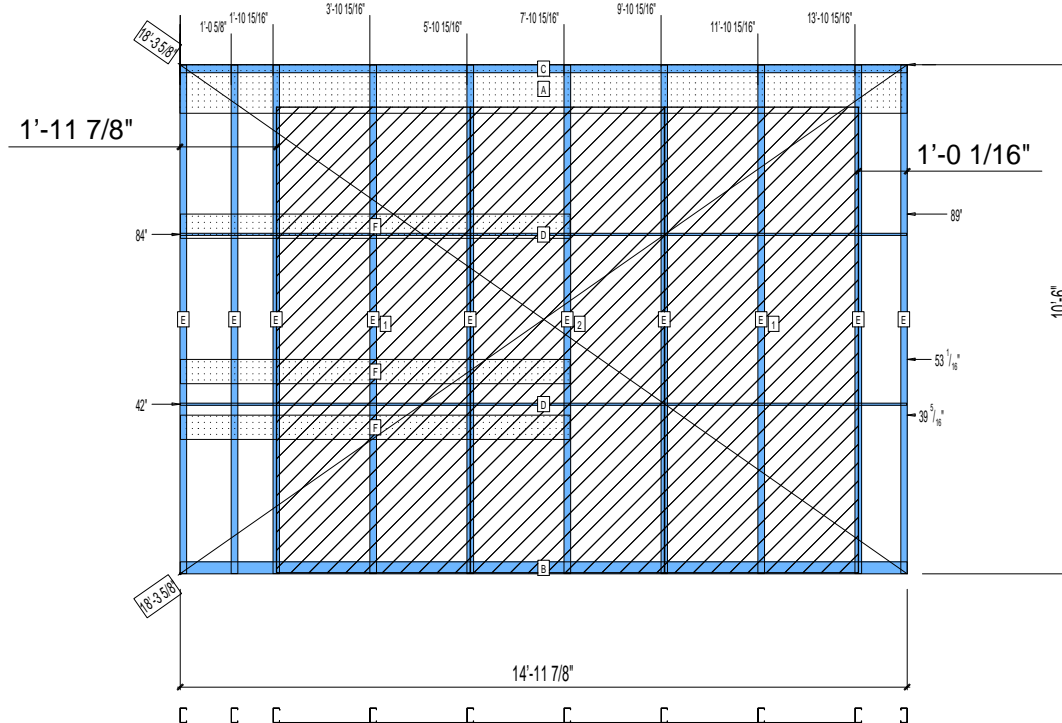 3'-10 15/16"
7'-10 15/16"
9'-10 15/16"
1'-10 15/16"
13'-10 15/16"
1'-0 5/8"
5'-10 15/16"
11'-10 15/16"
18'-3 5/8"
C
A
1'-11 7/8"
1'-0 1/16"
89"
F
84"
D
10'-6"
E
E
E
E
1
E
E
2
E
E
1
E
E
53 1/16"
F
42"
D
39 5/16"
F
B
18'-3 5/8"
14'-11 7/8"